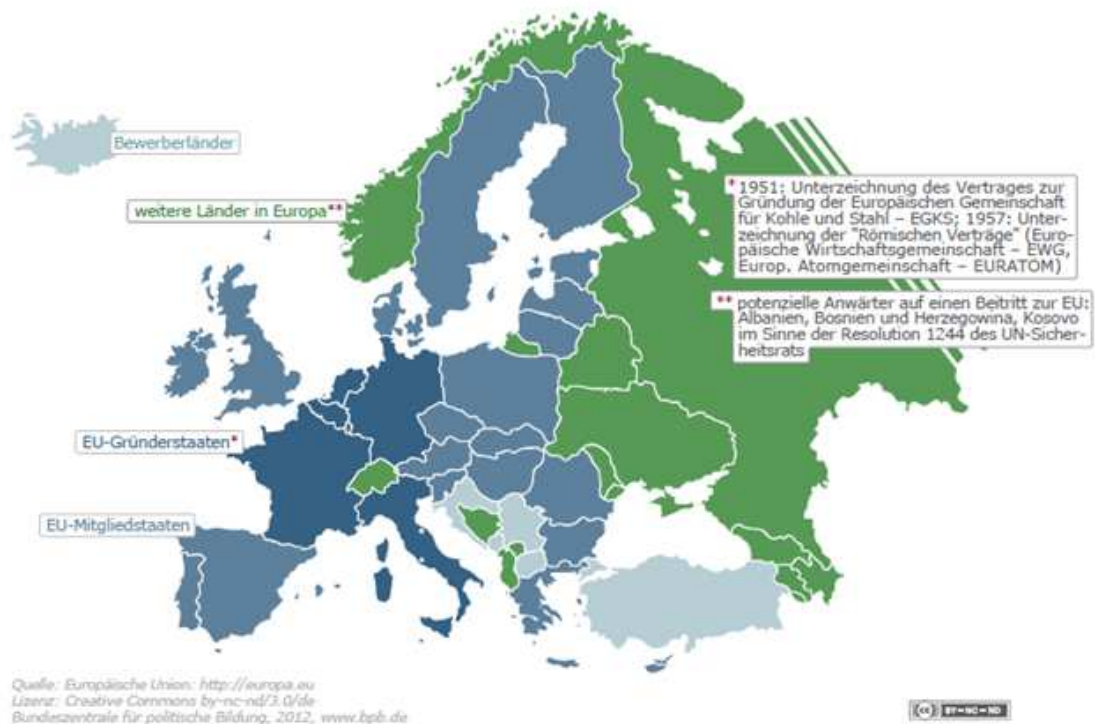 Bewerberländer
weitere Länder in Europa**
* 1951: Unterzeichnung des Vertrages zur
Gründung der Europäischen Gemeinschaft
für Kohle und Stahl – EGKS; 1957: Unter-
zeichnung der "Römischen Verträge" (Euro-
päische Wirtschaftsgemeinschaft – EWG,
Europ. Atomgemeinschaft – EURATOM)
** potenzielle Anwärter auf einen Beitritt zur EU:
Albanien, Bosnien und Herzegowina, Kosovo
im Sinne der Resolution 1244 des UN-Sicher-
heitsrats
EU-Gründerstaaten*
EU-Mitgliedstaaten
Quelle: Europäische Union: http://europa.eu
Lizenz: Creative Commons by-nc-nd/3.0/de
Bundeszentrale für politische Bildung, 2012, www.bpb.de
cc BY-NC-ND